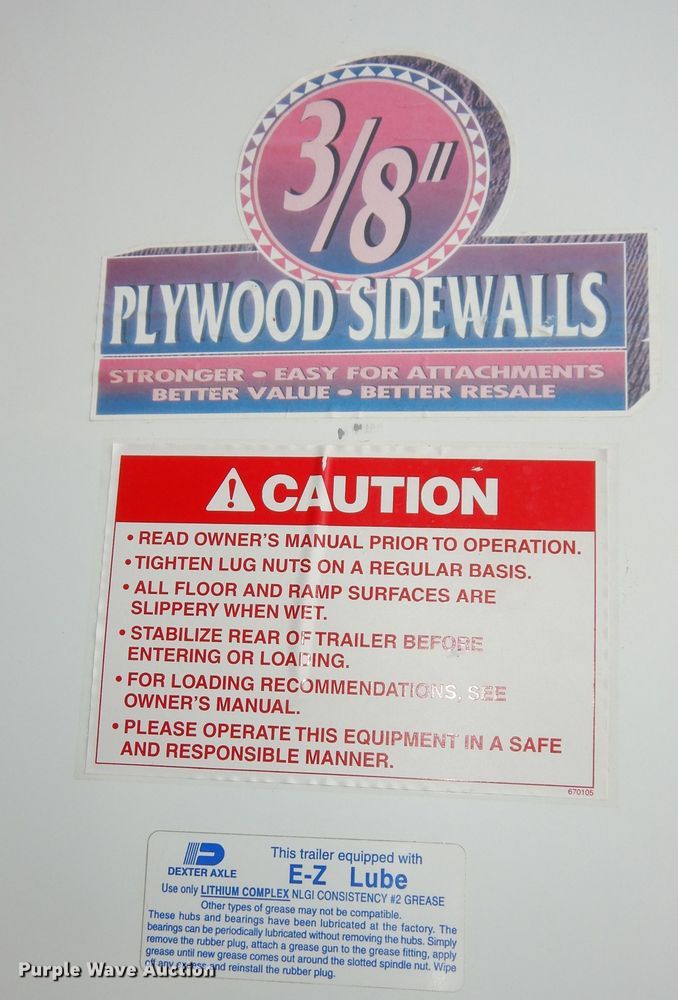 3/8"
PLYWOOD SIDEWALLS
STRONGER • EASY FOR ATTACHMENTS
BETTER VALUE • BETTER RESALE
CAUTION
• READ OWNER'S MANUAL PRIOR TO OPERATION.
• TIGHTEN LUG NUTS ON A REGULAR BASIS.
• ALL FLOOR AND RAMP SURFACES ARE
SLIPPERY WHEN WET.
• STABILIZE REAR OF TRAILER BEFORE
ENTERING OR LOADING.
• FOR LOADING RECOMMENDATIONS, SEE
OWNER'S MANUAL.
• PLEASE OPERATE THIS EQUIPMENT IN A SAFE
AND RESPONSIBLE MANNER.
670105
DEXTER AXLE
This trailer equipped with
E-Z Lube
Use only LITHIUM COMPLEX NLGI CONSISTENCY #2 GREASE
Other types of grease may not be compatible.
These hubs and bearings have been lubricated at the factory. The
bearings can be periodically lubricated without removing the hubs. Simply
remove the rubber plug, attach a grease gun to the grease fitting, apply
grease until new grease comes out around the slotted spindle nut. Wipe
off any excess and reinstall the rubber plug.
Purple Wave Auction